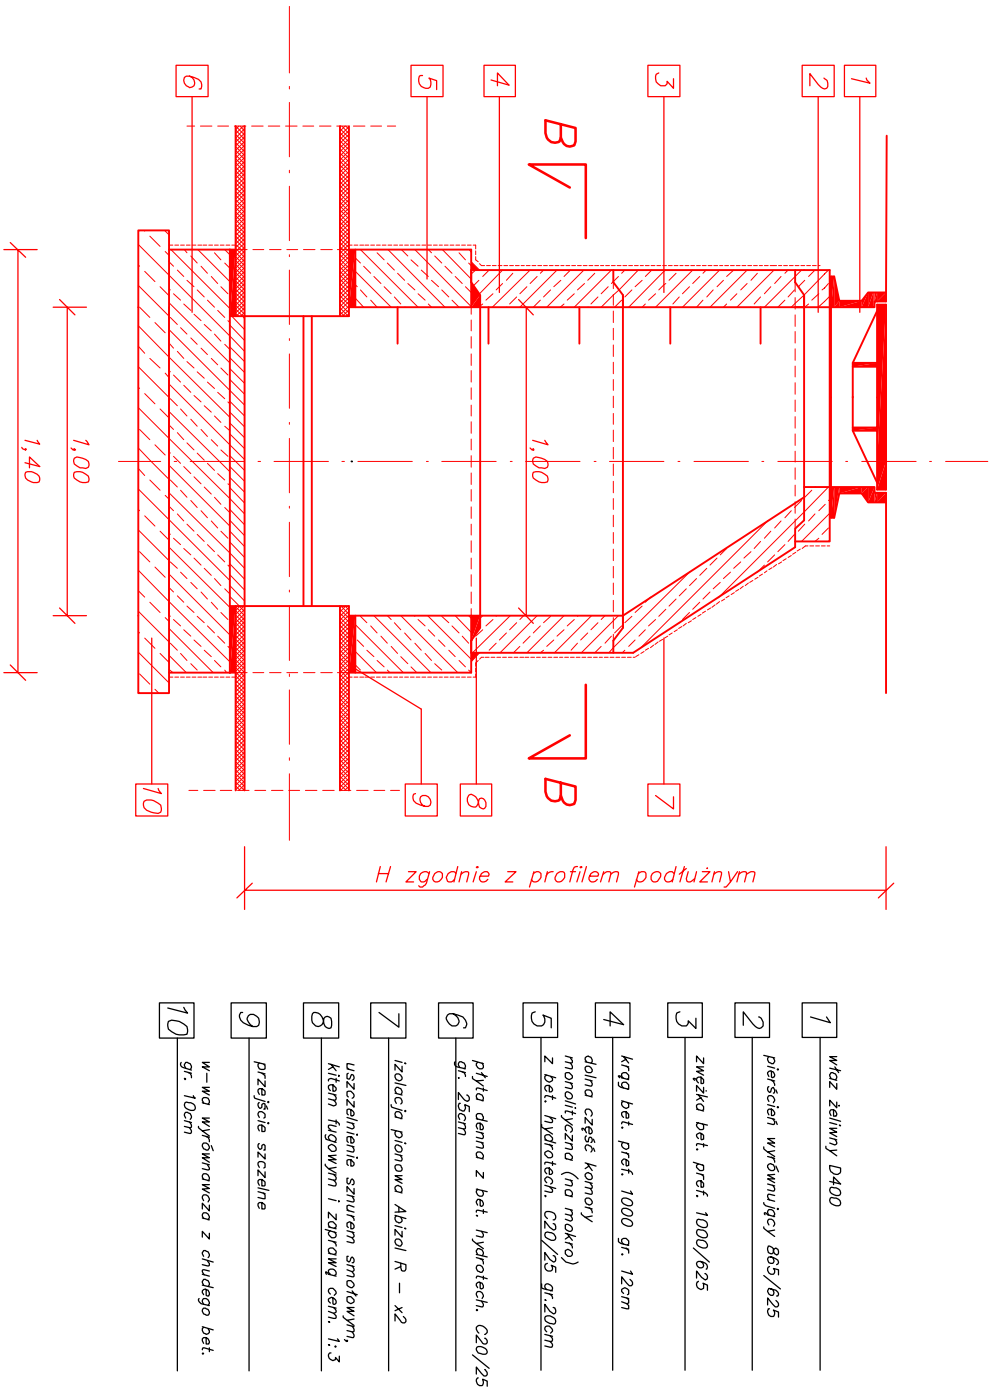 1
2
3
4
5
6
B
B
7
8
9
10
1,00
1,00
1,40
H zgodnie z profilem podłużnym
1
właz żeliwny D400
2
pierścień wyrównujący 865/625
3
zwężka bet. pref. 1000/625
4
krąg bet. pref. 1000 gr. 12cm
5
dolna część komory
monolityczna (na mokro)
z bet. hydrotech. C20/25 gr.20cm
6
płyta denna z bet. hydrotech. C20/25
gr. 25cm
7
izolacja pionowa Abizol R – x2
8
uszczelnienie sznurem smołowym,
kitem fugowym i zaprawą cem. 1:3
9
przejście szczelne
10
w-wa wyrównawcza z chudego bet.
gr. 10cm